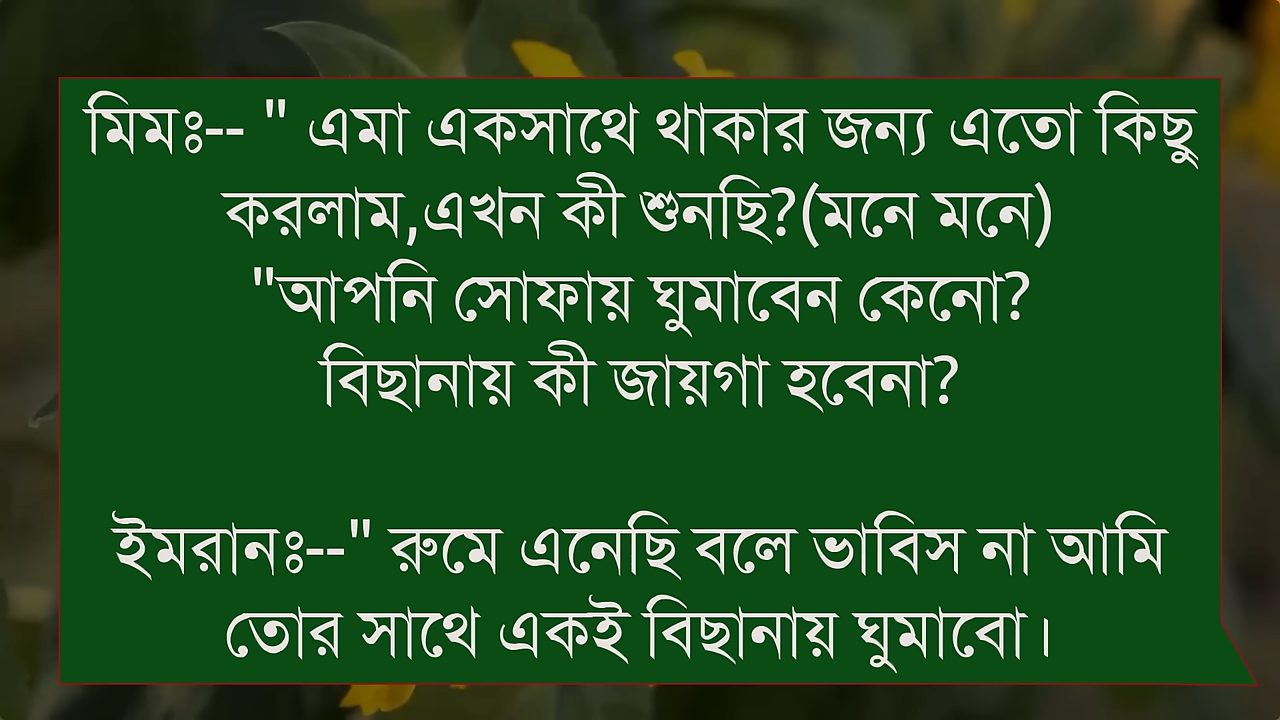 মিমঃ-- " এমা একসাথে থাকার জন্য এতো কিছু
করলাম,এখন কী শুনছি?(মনে মনে)
"আপনি সোফায় ঘুমাবেন কেনো?
বিছানায় কী জায়গা হবেনা?
ইমরানঃ--" রুমে এনেছি বলে ভাবিস না আমি
তোর সাথে একই বিছানায় ঘুমাবো।